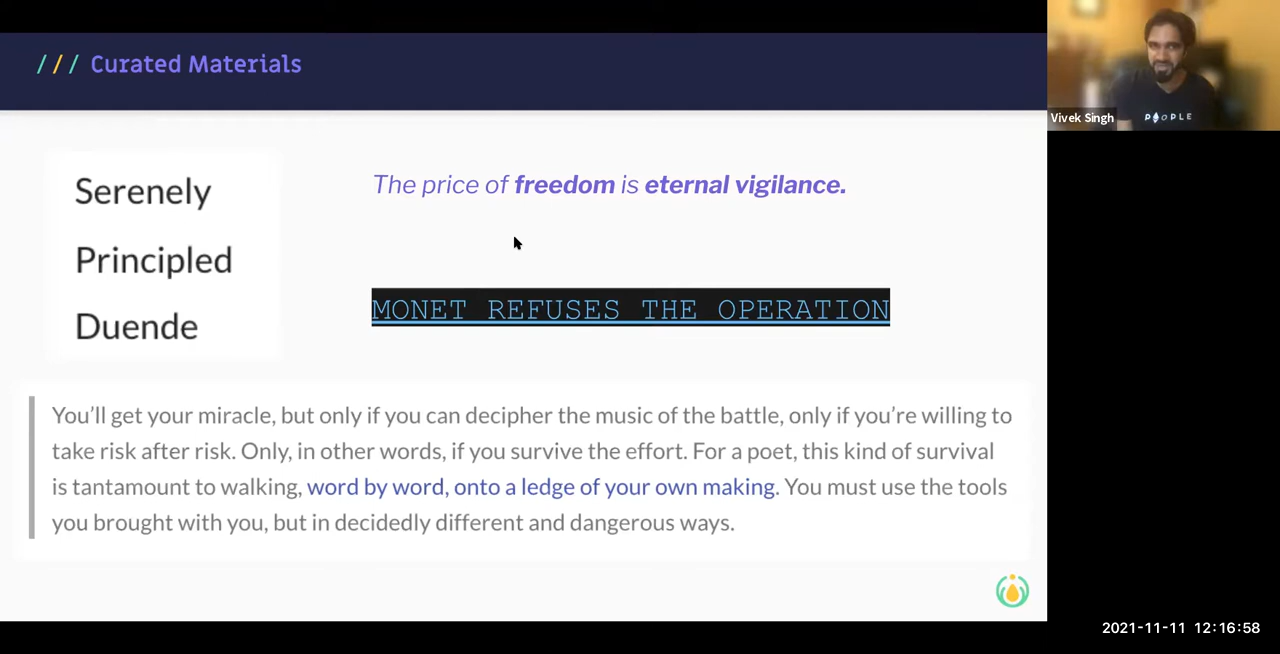 /// Curated Materials
Serenely
Principled
Duende
The price of freedom is eternal vigilance.
MONET REFUSES THE OPERATION
You’ll get your miracle, but only if you can decipher the music of the battle, only if you’re willing to
take risk after risk. Only, in other words, if you survive the effort. For a poet, this kind of survival
is tantamount to walking, word by word, onto a ledge of your own making. You must use the tools
you brought with you, but in decidedly different and dangerous ways.
Vivek Singh
PEOPLE
2021-11-11 12:16:58